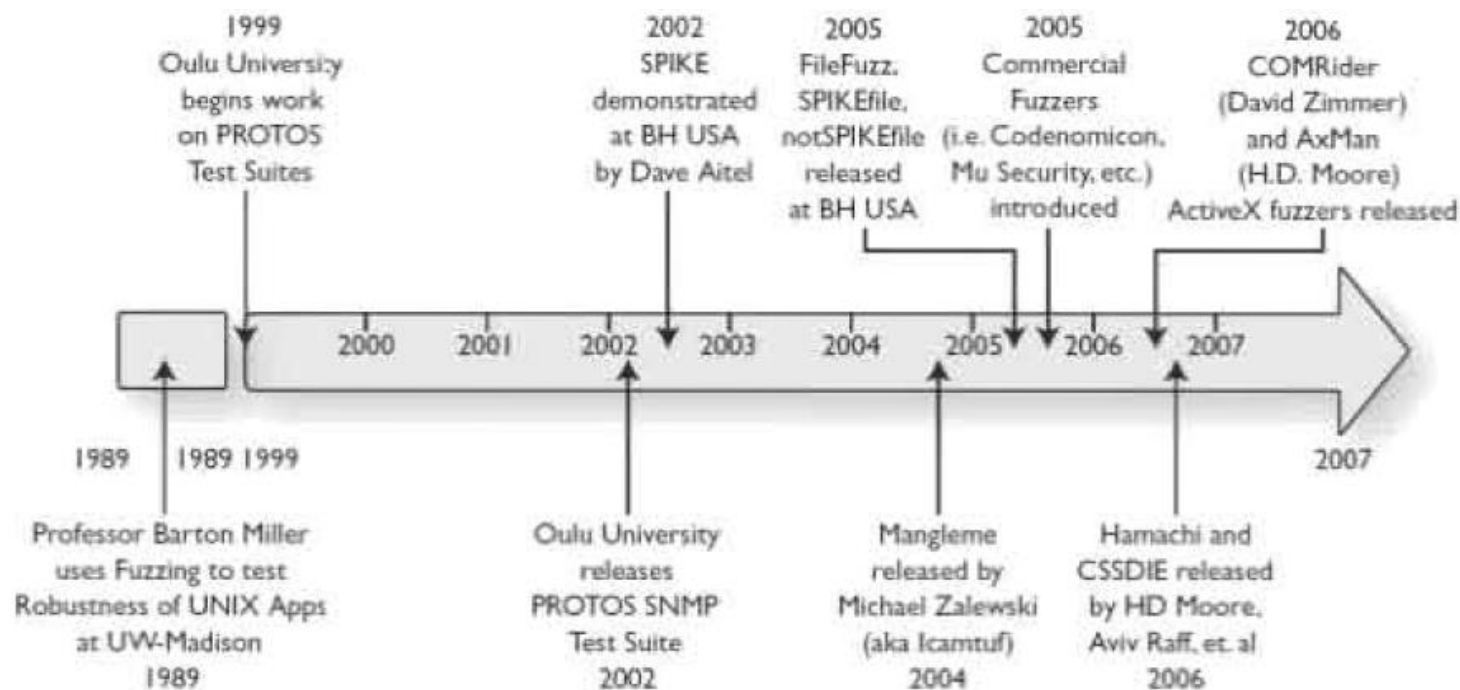 1999
Oulu University
begins work
on PROTOS
Test Suites
2002
SPIKE
demonstrated
at BH USA
by Dave Aitel
2005
FileFuzz,
SPIKEfile,
notSPIKEfile
released
at BH USA
2005
Commercial
Fuzzers
(i.e. Codenomicon,
Mu Security, etc.)
introduced
2006
COMRider
(David Zimmer)
and AxMan
(H.D. Moore)
ActiveX fuzzers released
2000 2001 2002 2003 2004 2005 2006 2007
1989 1989 1999 2007
Professor Barton Miller
uses Fuzzing to test
Robustness of UNIX Apps
at UW-Madison
1989
Oulu University
releases
PROTOS SNMP
Test Suite
2002
Mangleme
released by
Michael Zalewski
(aka Icamtuf)
2004
Hamachi and
CSSDIE released
by HD Moore,
Aviv Raff, et. al
2006